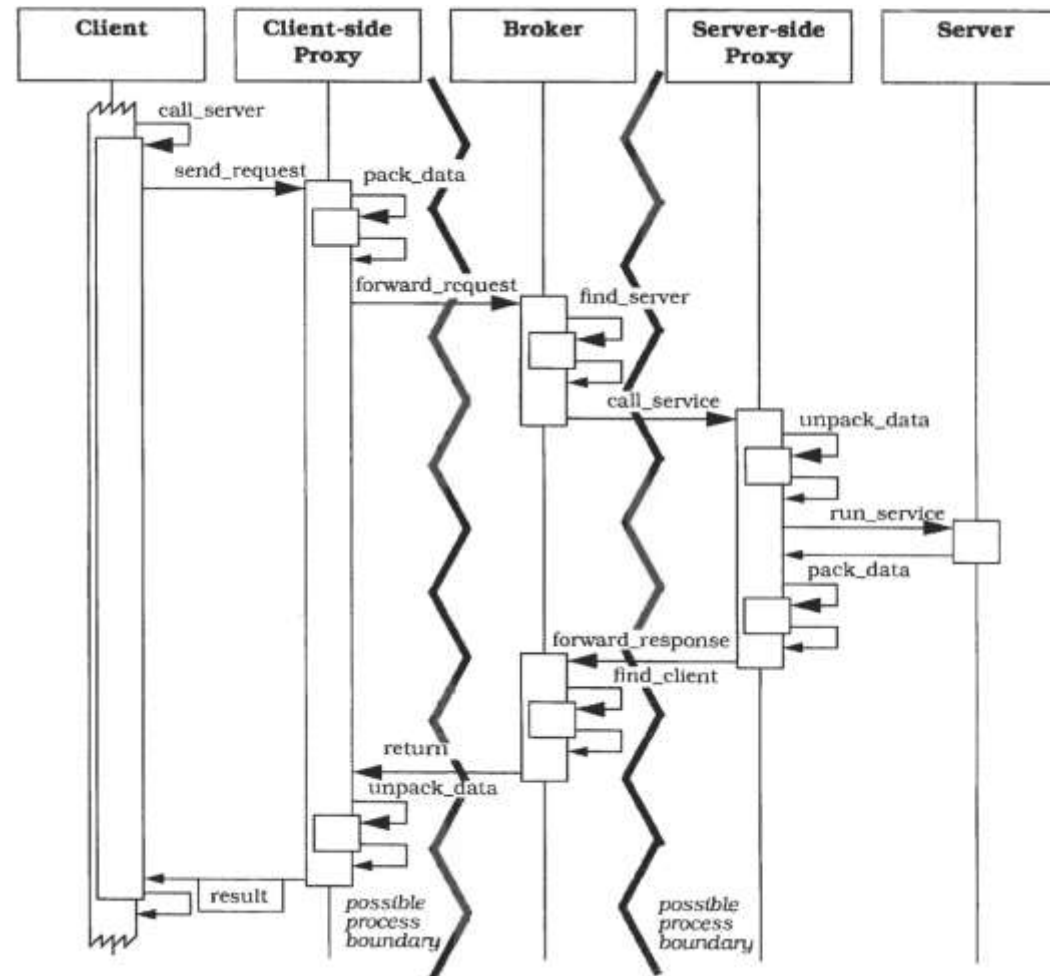 Client
Client-side
Proxy
Broker
Server-side
Proxy
Server
call_server
send_request
pack_data
forward_request
find_server
call_service
unpack_data
run_service
pack_data
forward_response
find_client
return
unpack_data
result
possible
process
boundary
possible
process
boundary